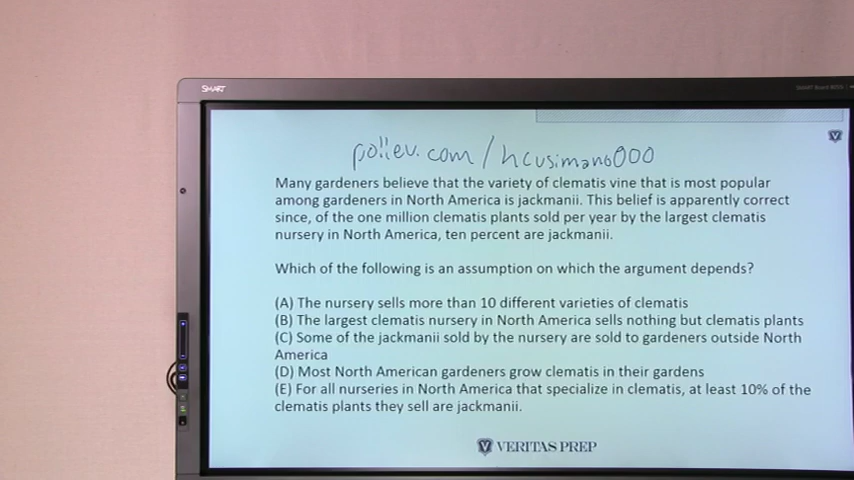 SMART
pollev.com/hcusimano000
Many gardeners believe that the variety of clematis vine that is most popular
among gardeners in North America is jackmanii. This belief is apparently correct
since, of the one million clematis plants sold per year by the largest clematis
nursery in North America, ten percent are jackmanii.
Which of the following is an assumption on which the argument depends?
(A) The nursery sells more than 10 different varieties of clematis
(B) The largest clematis nursery in North America sells nothing but clematis plants
(C) Some of the jackmanii sold by the nursery are sold to gardeners outside North
America
(D) Most North American gardeners grow clematis in their gardens
(E) For all nurseries in North America that specialize in clematis, at least 10% of the
clematis plants they sell are jackmanii.
VERITAS PREP